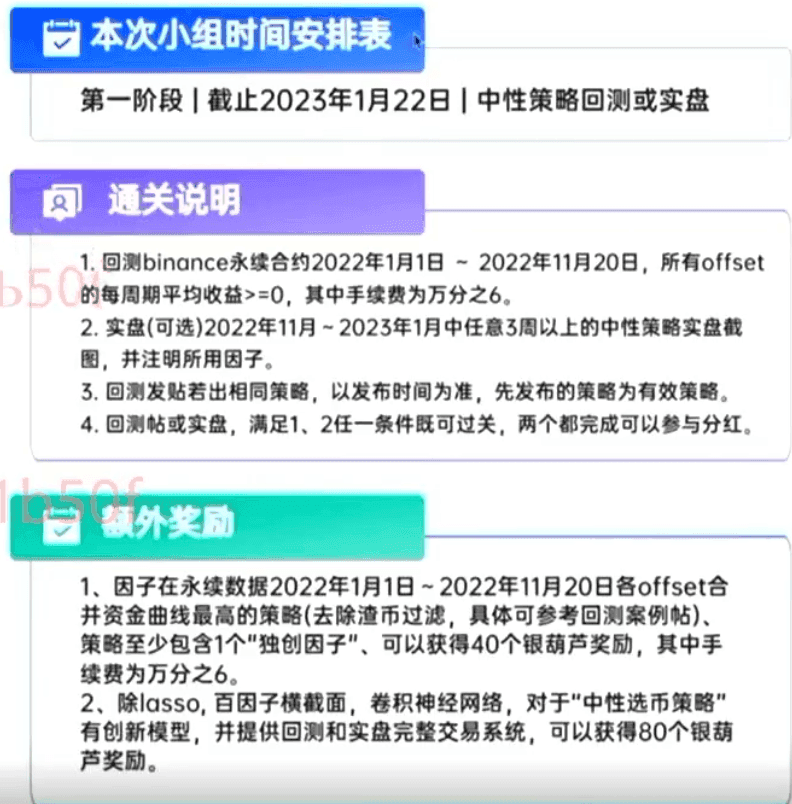 本次小组时间安排表
第一阶段 | 截止2023年1月22日 | 中性策略回测或实盘
通关说明
1. 回测binance永续合约2022年1月1日 ~ 2022年11月20日，所有offset
的每周期平均收益>=0，其中手续费为万分之6。
2. 实盘(可选)2022年11月~2023年1月中任意3周以上的中性策略实盘截
图，并注明所用因子。
3. 回测发贴若出相同策略，以发布时间为准，先发布的策略为有效策略。
4. 回测帖或实盘，满足1、2任一条件既可过关，两个都完成可以参与分红。
b50f
1b50f
额外奖励
1、因子在永续数据2022年1月1日~2022年11月20日各offset合
并资金曲线最高的策略(去除渣币过滤，具体可参考回测案例帖)、
策略至少包含1个"独创因子"、可以获得40个银葫芦奖励，其中手
续费为万分之6。
2、除lasso, 百因子横截面，卷积神经网络，对于"中性选币策略"
有创新模型，并提供回测和实盘完整交易系统，可以获得80个银葫
芦奖励。